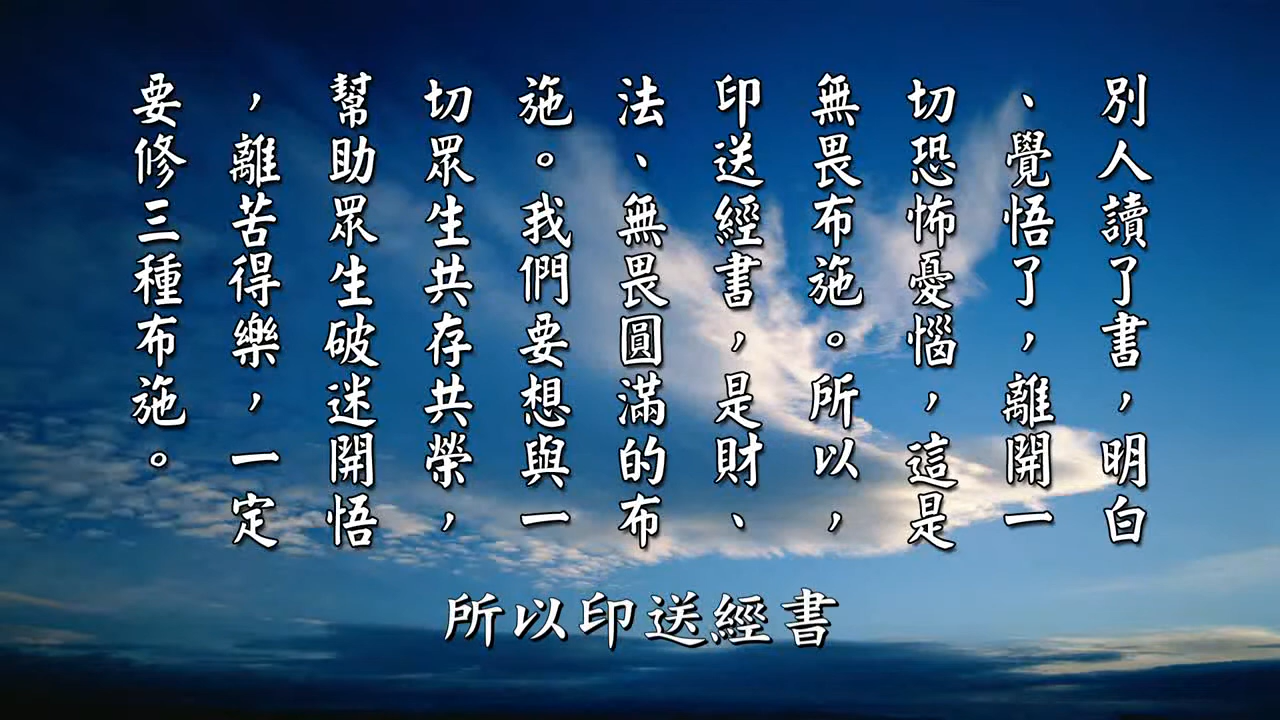 別人讀了書，明白
、覺悟了，離開一
切恐怖憂惱，這是
無畏布施。所以，
印送經書，是財、
法、無畏圓滿的布
施。我們要想與一
切眾生共存共榮，
幫助眾生破迷開悟
，離苦得樂，一定
要修三種布施。
所以印送經書